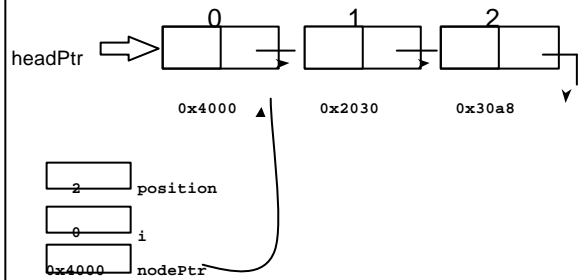 0 1 2
headPtr
0x4000 0x2030 0x30a8
2 position
0 i
0x4000 nodePtr